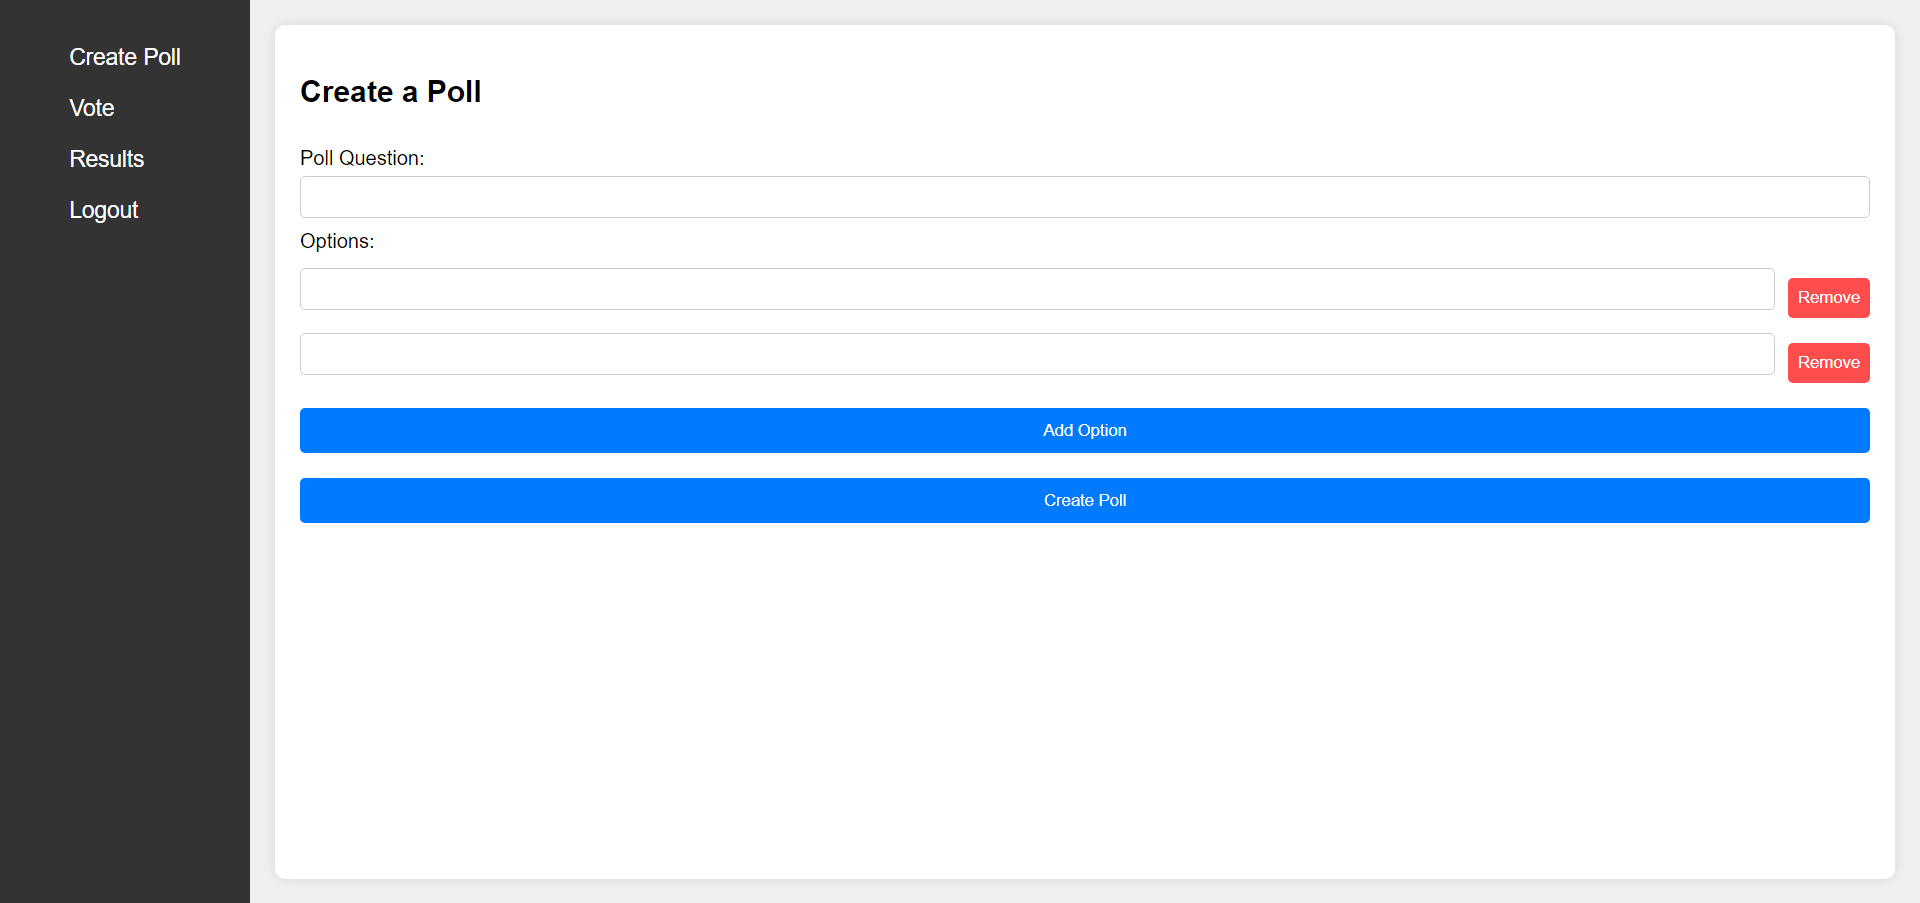 Create Poll
Vote
Results
Logout
Create a Poll
Poll Question:
Options:
Remove
Remove
Add Option
Create Poll